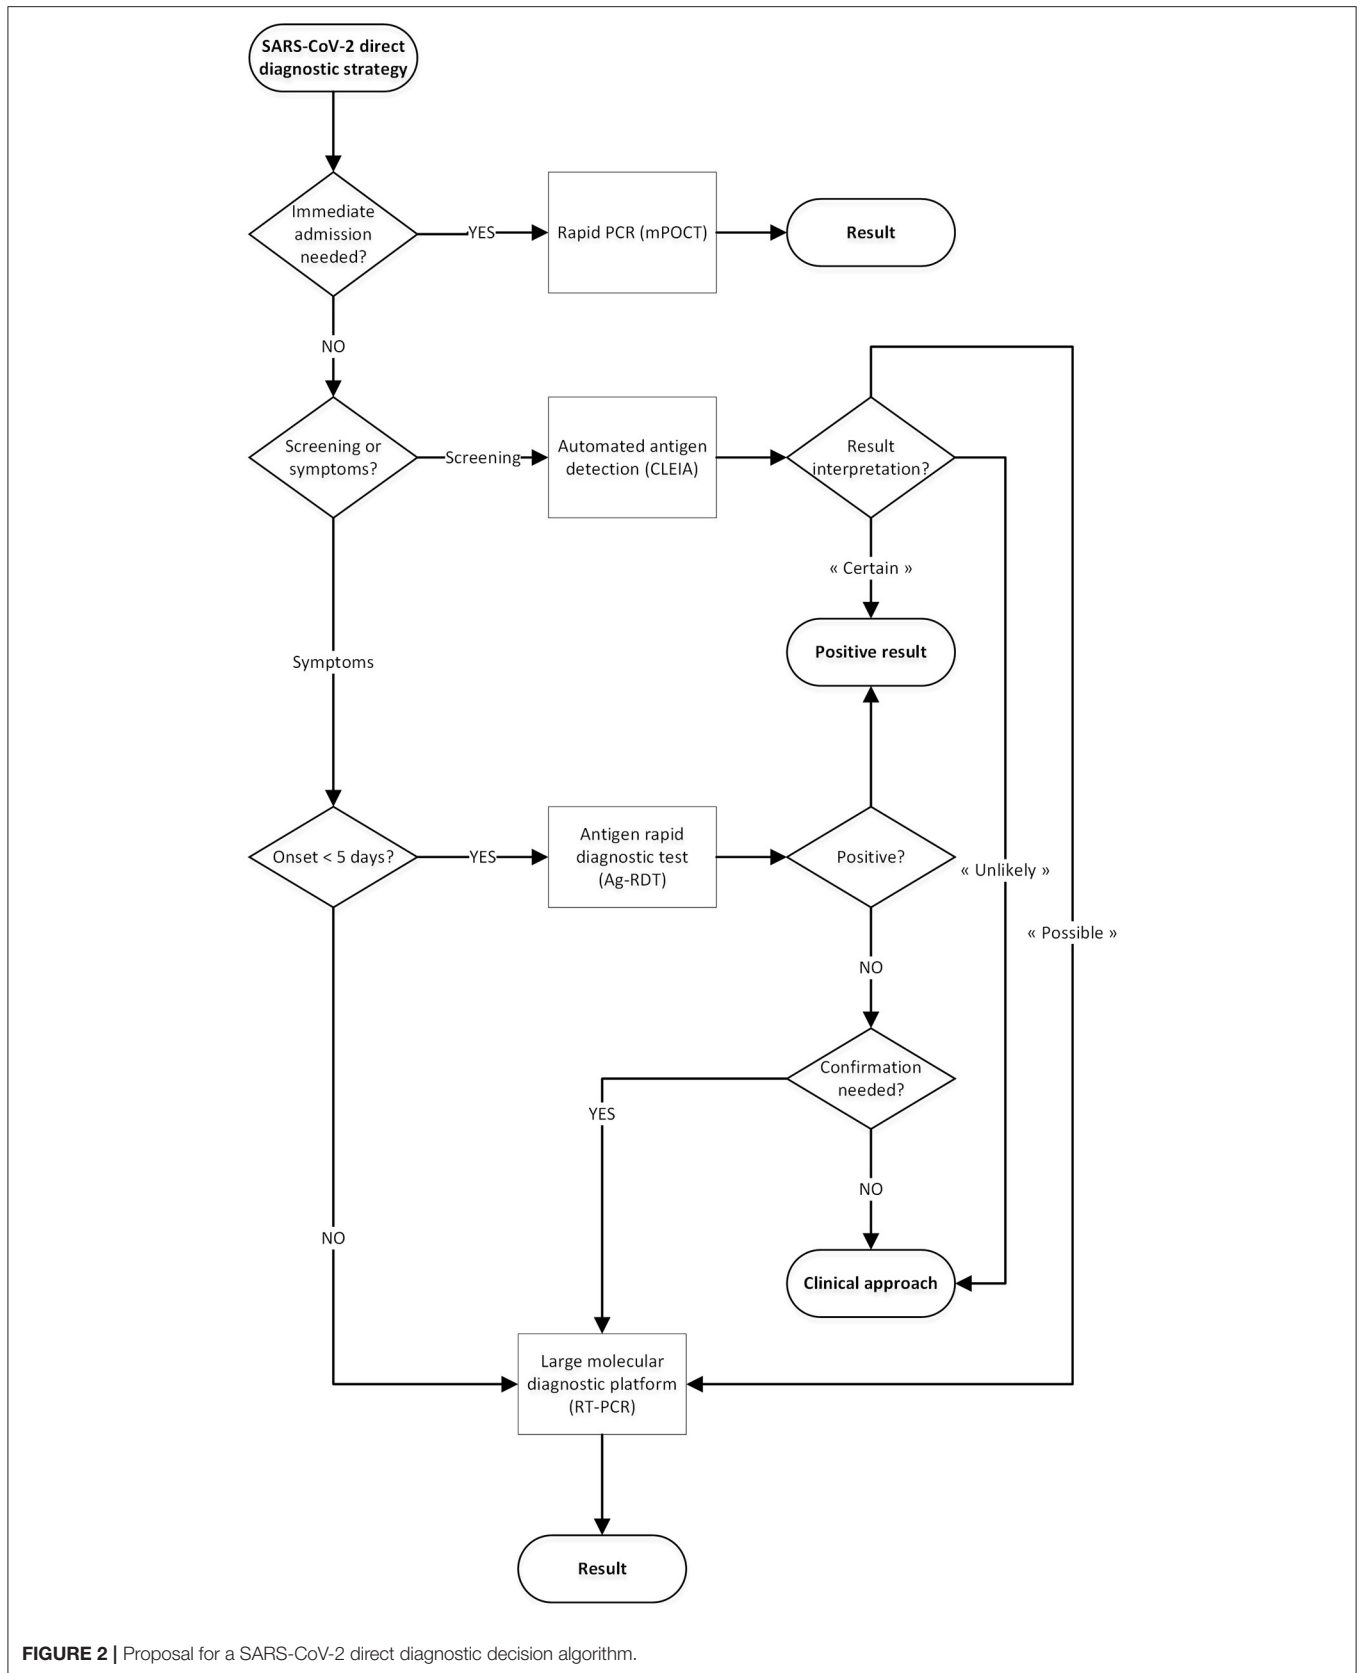 SARS-CoV-2 direct
diagnostic strategy
Immediate
admission
needed?
YES
Rapid PCR (mPOCT)
Result
NO
Screening or
symptoms?
Screening
Automated antigen
detection (CLEIA)
Result
interpretation?
« Certain »
Positive result
Symptoms
Onset < 5 days?
YES
Antigen rapid
diagnostic test
(Ag-RDT)
Positive?
« Unlikely »
« Possible »
NO
Confirmation
needed?
YES
NO
NO
Clinical approach
Large molecular
diagnostic platform
(RT-PCR)
Result
FIGURE 2 | Proposal for a SARS-CoV-2 direct diagnostic decision algorithm.